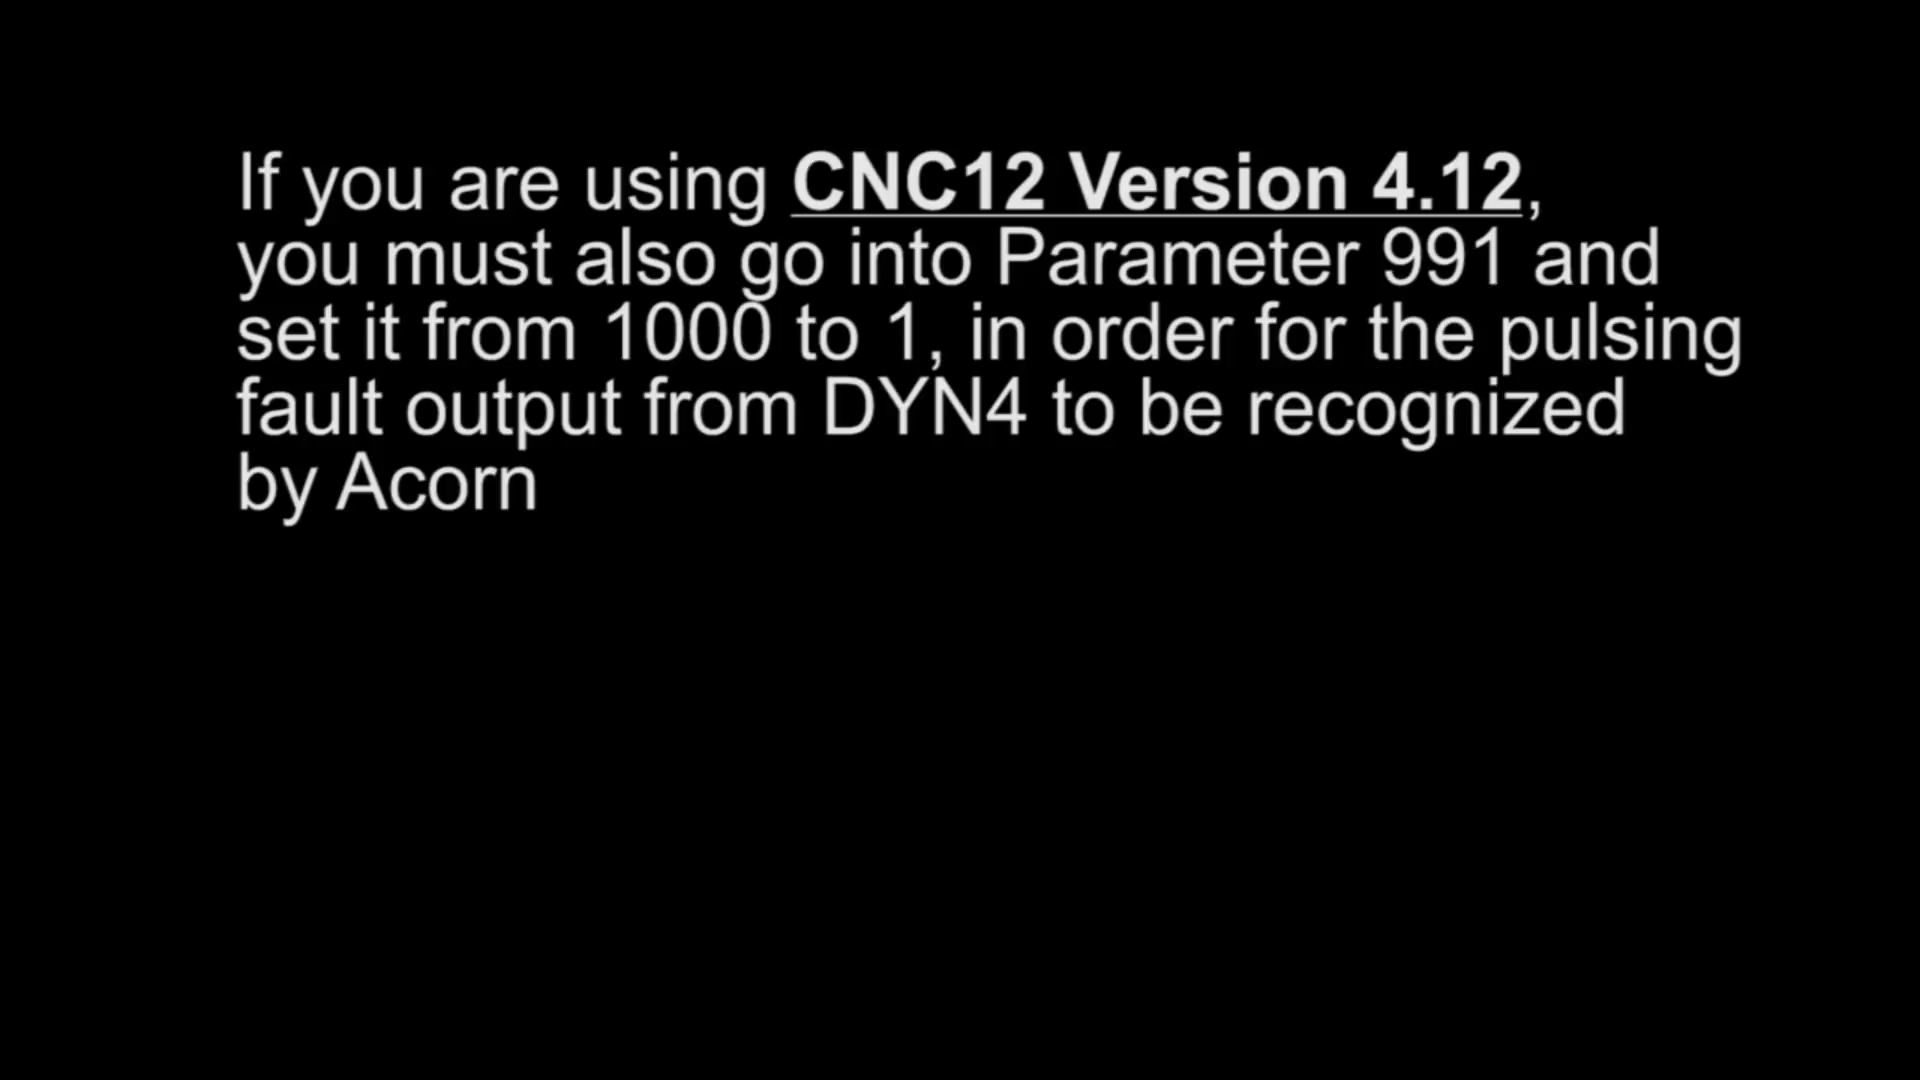 If you are using CNC12 Version 4.12,
you must also go into Parameter 991 and
set it from 1000 to 1, in order for the pulsing
fault output from DYN4 to be recognized
by Acorn